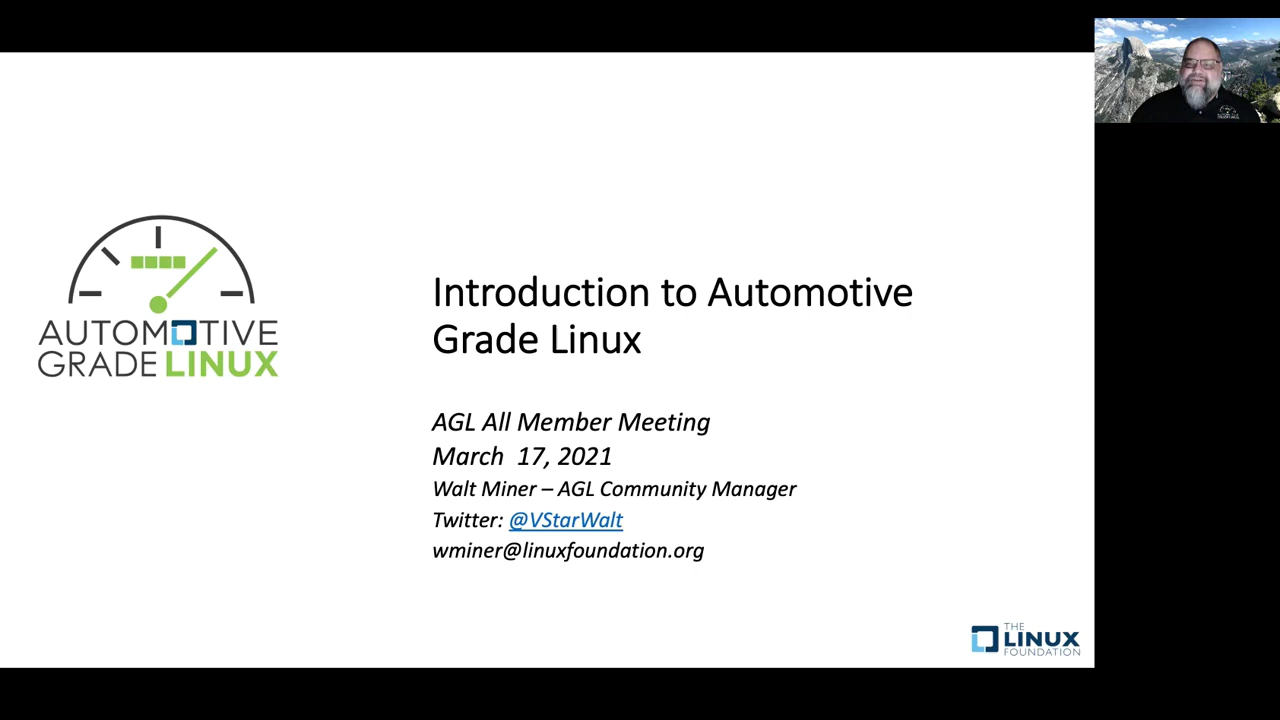 AUTOMOTIVE
GRADE LINUX
Introduction to Automotive
Grade Linux
AGL All Member Meeting
March 17, 2021
Walt Miner – AGL Community Manager
Twitter: @VStarWalt
wminer@linuxfoundation.org
THE
LINUX
FOUNDATION